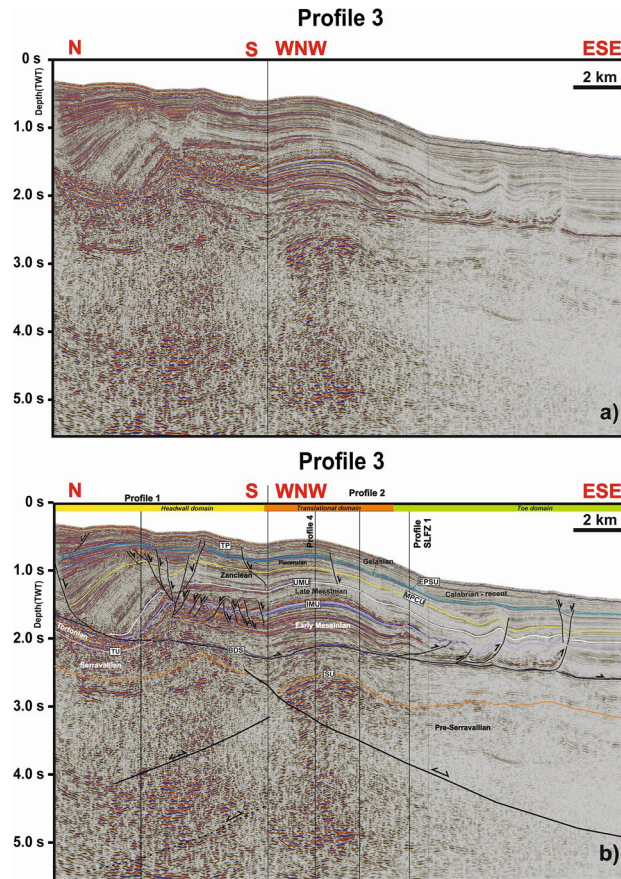 Profile 3
N S WNW ESE
0 s
Depth(TWT)
2 km
1.0 s
2.0 s
3.0 s
4.0 s
5.0 s
a)
Profile 3
N S WNW ESE
0 s
Profile 1 Profile 2
Headwall domain Translational domain Toe domain
Depth(TWT)
Profile 4
Profile
SLFZ 1
2 km
TP
Piacenzian Gelasian
Zanclean
1.0 s
UMU EPSU
Late Messinian MPCU Calabrian - recent
IMU
Early Messinian
Tortonian
2.0 s
TU BDS
Serravallian
SU
Pre-Serravallian
3.0 s
4.0 s
5.0 s
b)